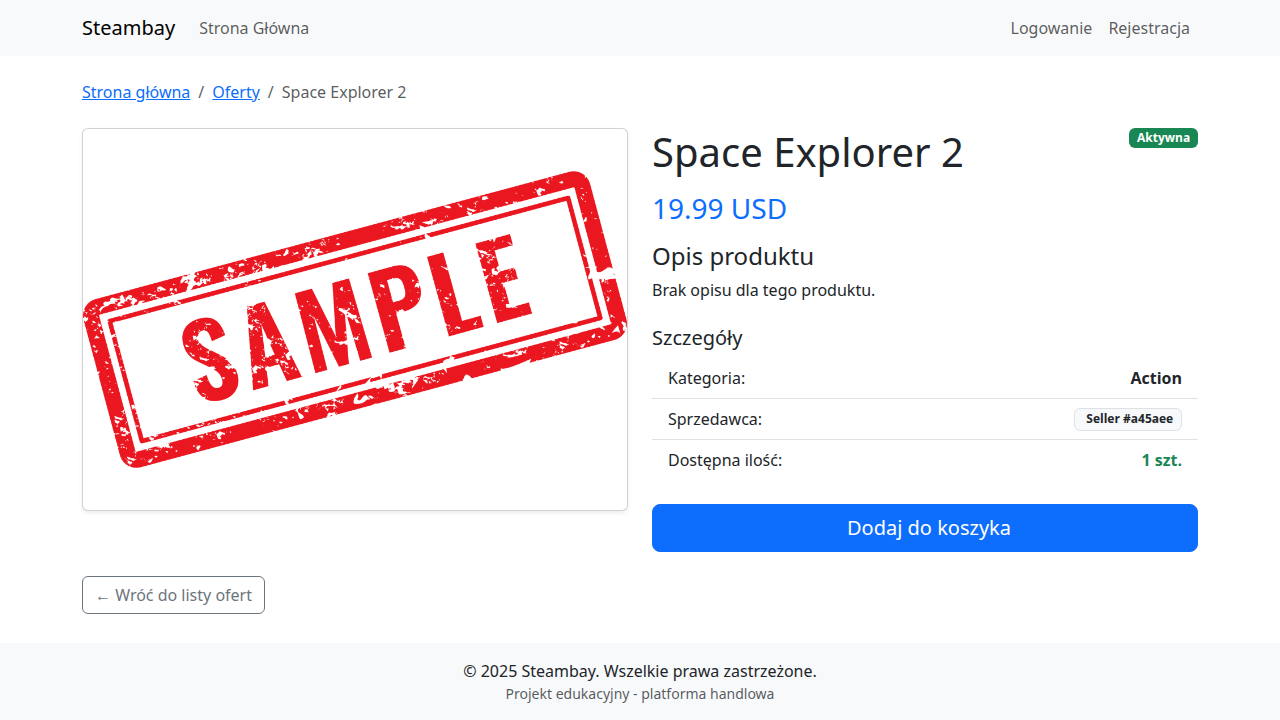 Steambay Strona Główna Logowanie Rejestracja
Strona główna / Oferty / Space Explorer 2
SAMPLE
Space Explorer 2 Aktywna
19.99 USD
Opis produktu
Brak opisu dla tego produktu.
Szczegóły
Kategoria: Action
Sprzedawca: Seller #a45aee
Dostępna ilość: 1 szt.
Dodaj do koszyka
← Wróć do listy ofert
© 2025 Steambay. Wszelkie prawa zastrzeżone.
Projekt edukacyjny - platforma handlowa